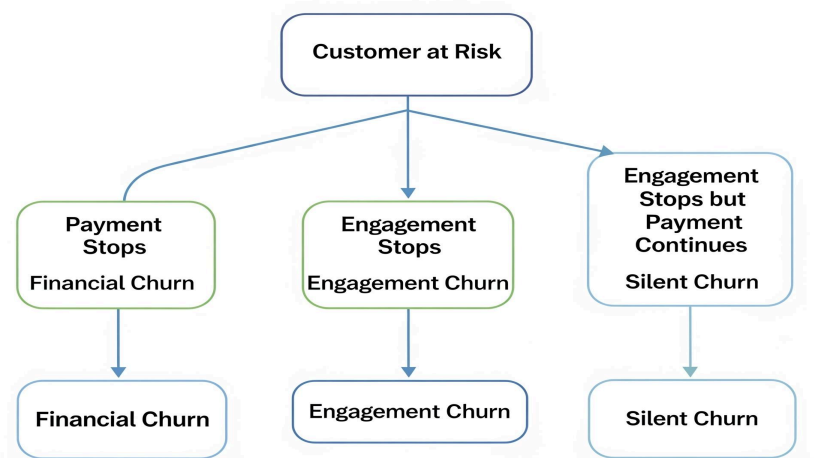 Customer at Risk
Payment
Stops
Financial Churn
Engagement
Stops
Engagement Churn
Engagement
Stops but
Payment
Continues
Silent Churn
Financial Churn
Engagement Churn
Silent Churn